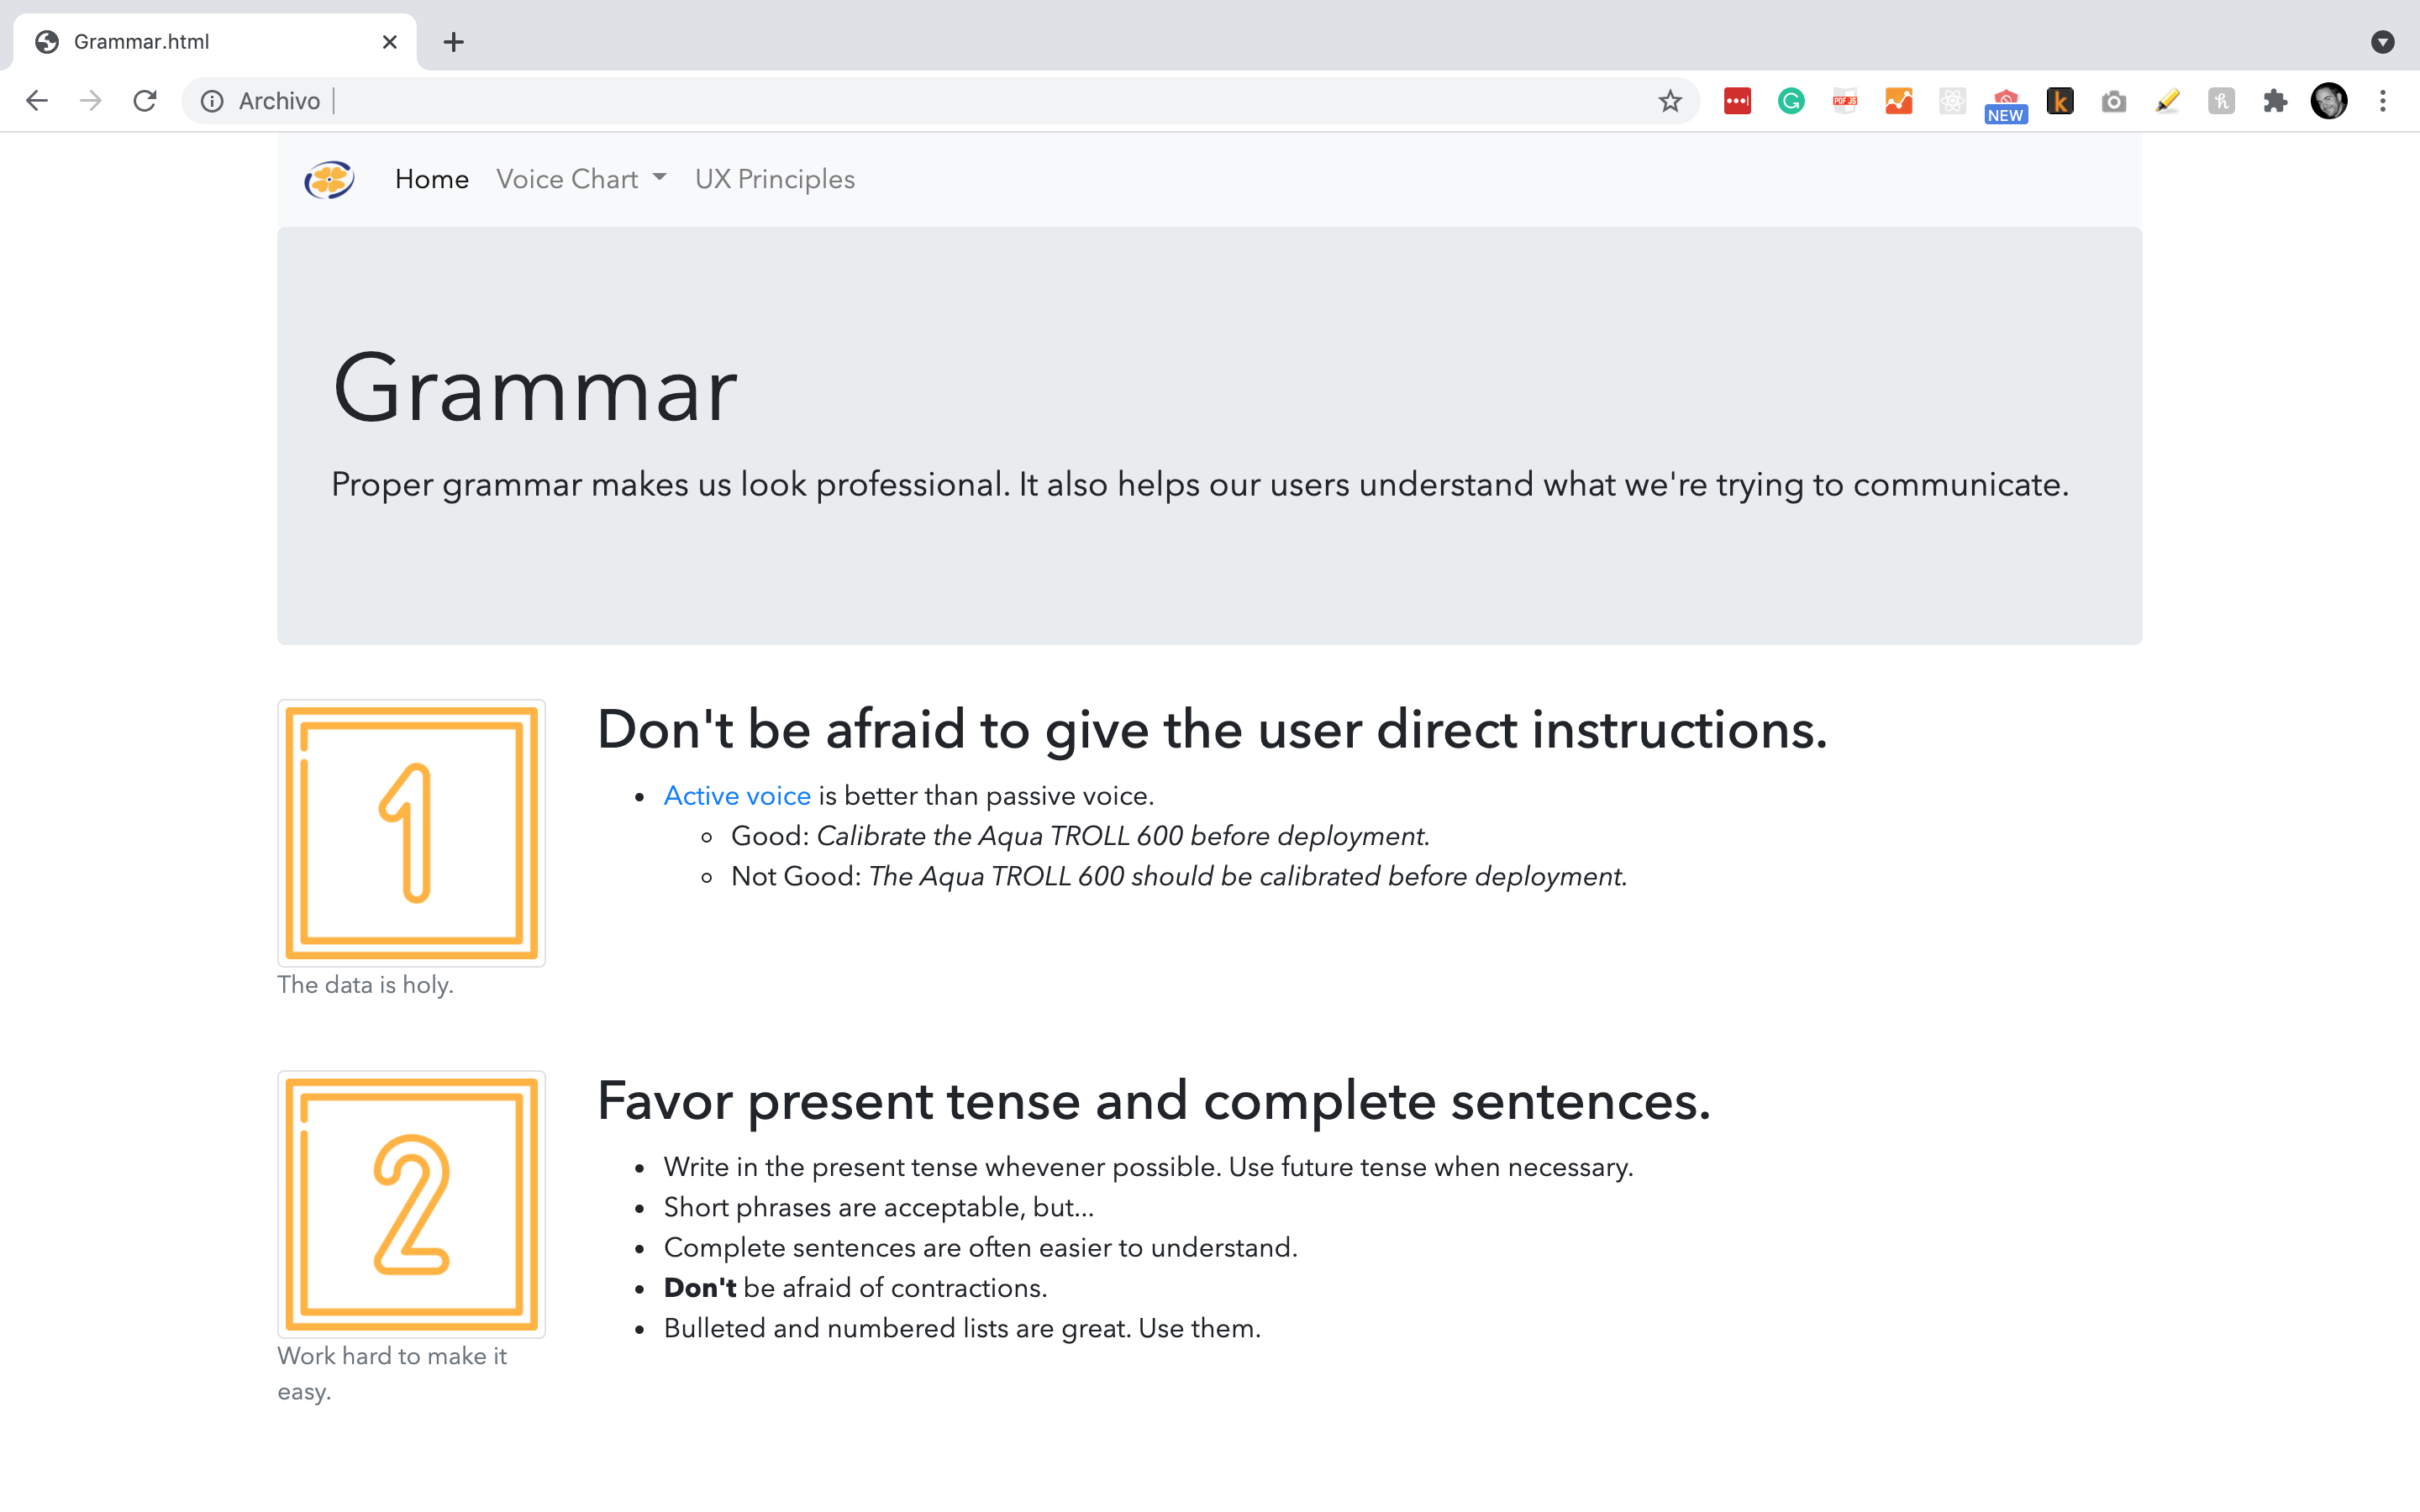 Grammar.html
Archivo
PDF JS
NEW
k
h
Home Voice Chart UX Principles
Grammar
Proper grammar makes us look professional. It also helps our users understand what we're trying to communicate.
1
Don't be afraid to give the user direct instructions.
Active voice is better than passive voice.
Good: Calibrate the Aqua TROLL 600 before deployment.
Not Good: The Aqua TROLL 600 should be calibrated before deployment.
The data is holy.
2
Favor present tense and complete sentences.
Write in the present tense whevener possible. Use future tense when necessary.
Short phrases are acceptable, but...
Complete sentences are often easier to understand.
Don't be afraid of contractions.
Bulleted and numbered lists are great. Use them.
Work hard to make it
easy.